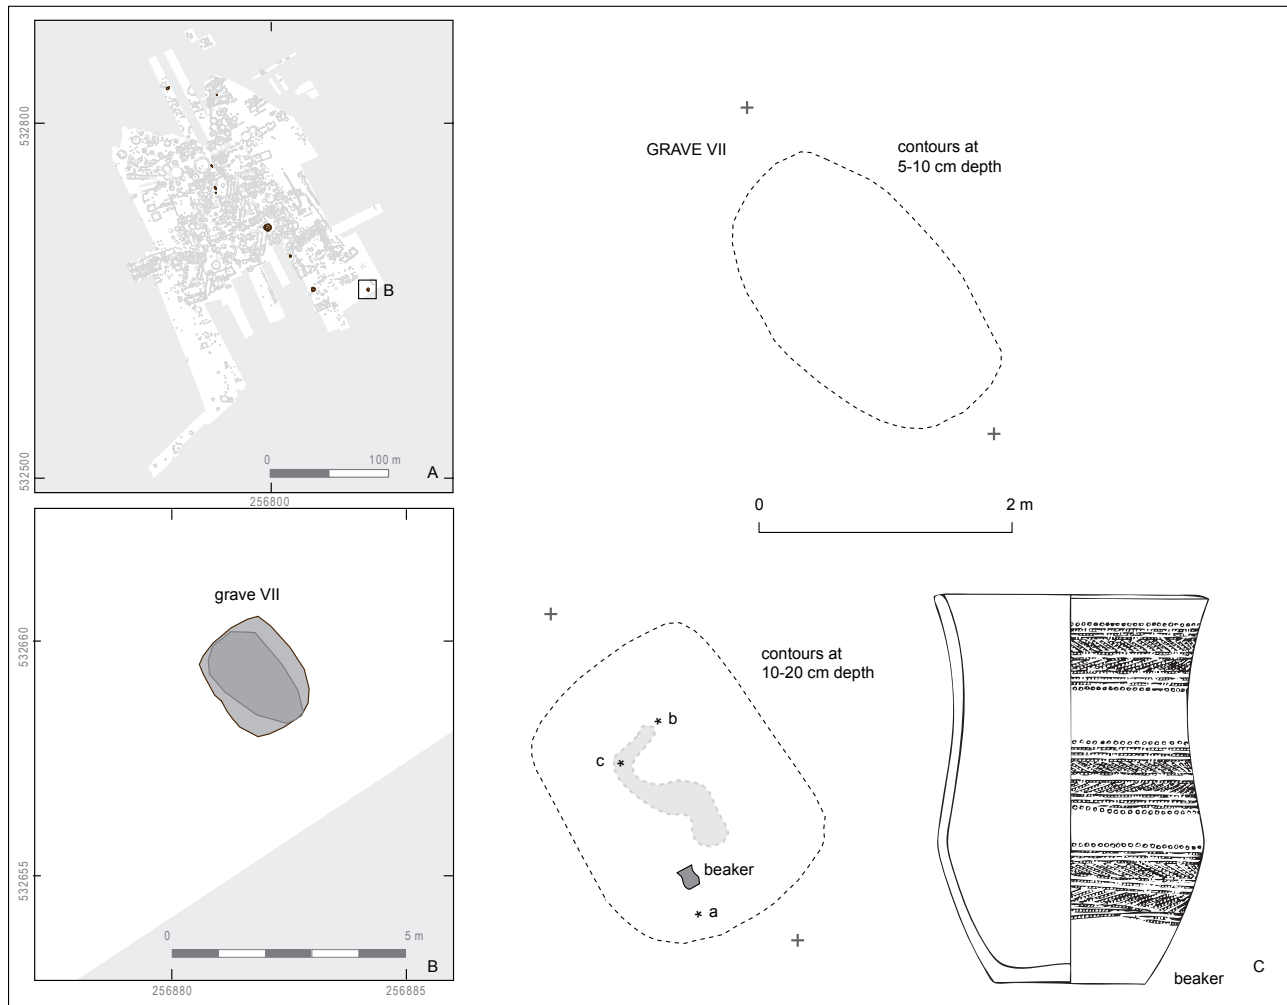 532800
532500
256800
0 100 m
A
B
GRAVE VII
contours at
5-10 cm depth
0 2 m
grave VII
532660
532655
0 5 m
B
256880
256885
contours at
10-20 cm depth
b
c
beaker
a
beaker
C